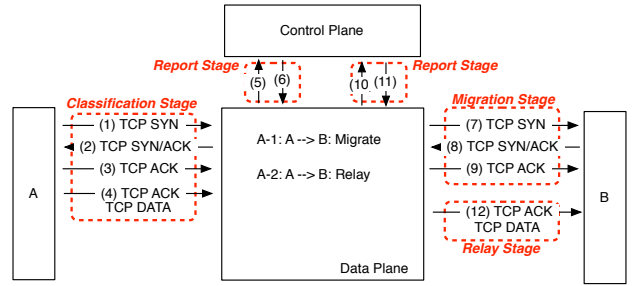 Control Plane
Report Stage
(5)
(6)
(10
(11)
Report Stage
Classification Stage
Migration Stage
(1) TCP SYN
(2) TCP SYN/ACK
(3) TCP ACK
(4) TCP ACK
TCP DATA
A
A-1: A --> B: Migrate
A-2: A --> B: Relay
Data Plane
(7) TCP SYN
(8) TCP SYN/ACK
(9) TCP ACK
(12) TCP ACK
TCP DATA
Relay Stage
B